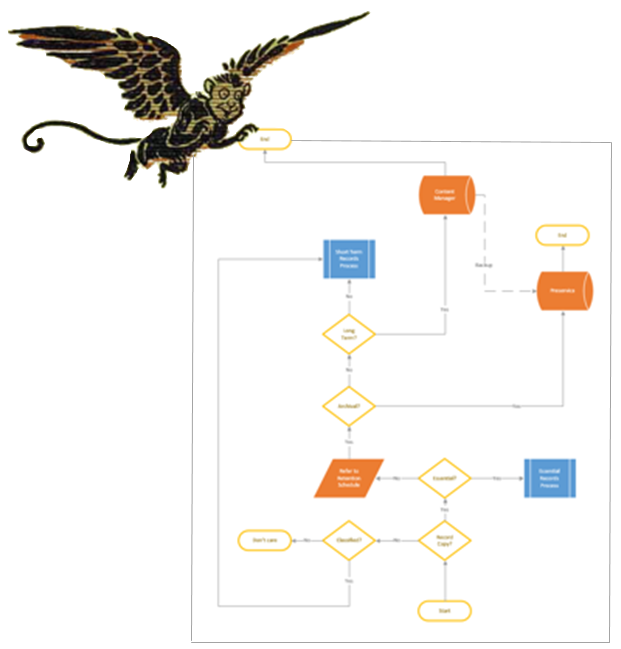 End
Content
Manager
End
Short Term
Records
Process
Backup
Preservica
No
Long
Term?
Yes
No
Archival?
Yes
Yes
Refer to
Retention
Schedule
No
Essential?
Yes
Essential
Records
Process
Yes
Don't care
No
Classified?
No
Record
Copy?
Yes
Start